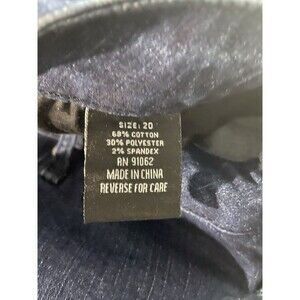 SIZE: 20
68% COTTON
30% POLYESTER
2% SPANDEX
RN 91062
MADE IN CHINA
REVERSE FOR CARE